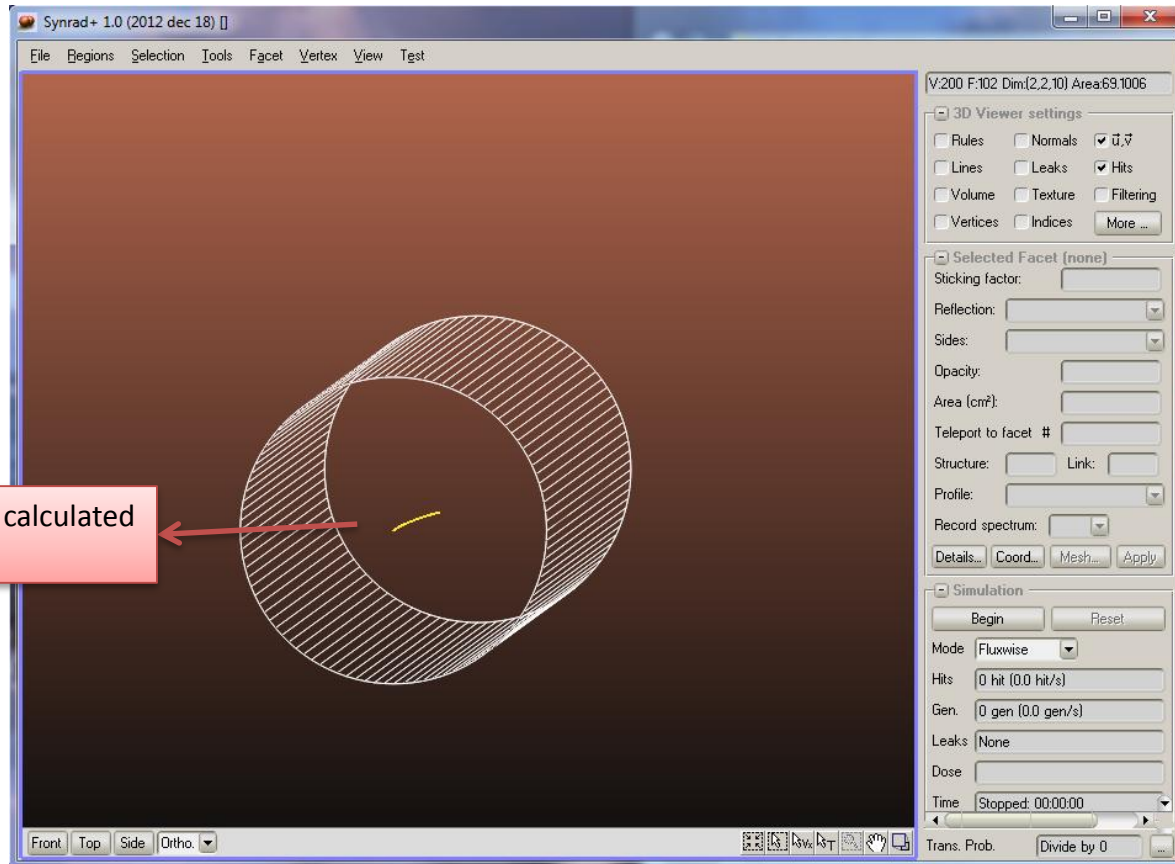 Synrad+ 1.0 (2012 dec 18) []
File Regions Selection Tools Facet Vertex View Test
V:200 F:102 Dim:(2,2,10) Area:69.1006
3D Viewer settings
Rules Normals u,v
Lines Leaks Hits
Volume Texture Filtering
Vertices Indices More ...
Selected Facet (none)
Sticking factor:
Reflection:
Sides:
Opacity:
Area (cm²):
Teleport to facet #
Structure: Link:
Profile:
Record spectrum:
Details... Coord... Mesh... Apply
calculated
Simulation
Begin Reset
Mode Fluxwise
Hits 0 hit (0.0 hit/s)
Gen. 0 gen (0.0 gen/s)
Leaks None
Dose
Time Stopped: 00:00:00
Front Top Side Ortho.
Trans. Prob. Divide by 0 ...